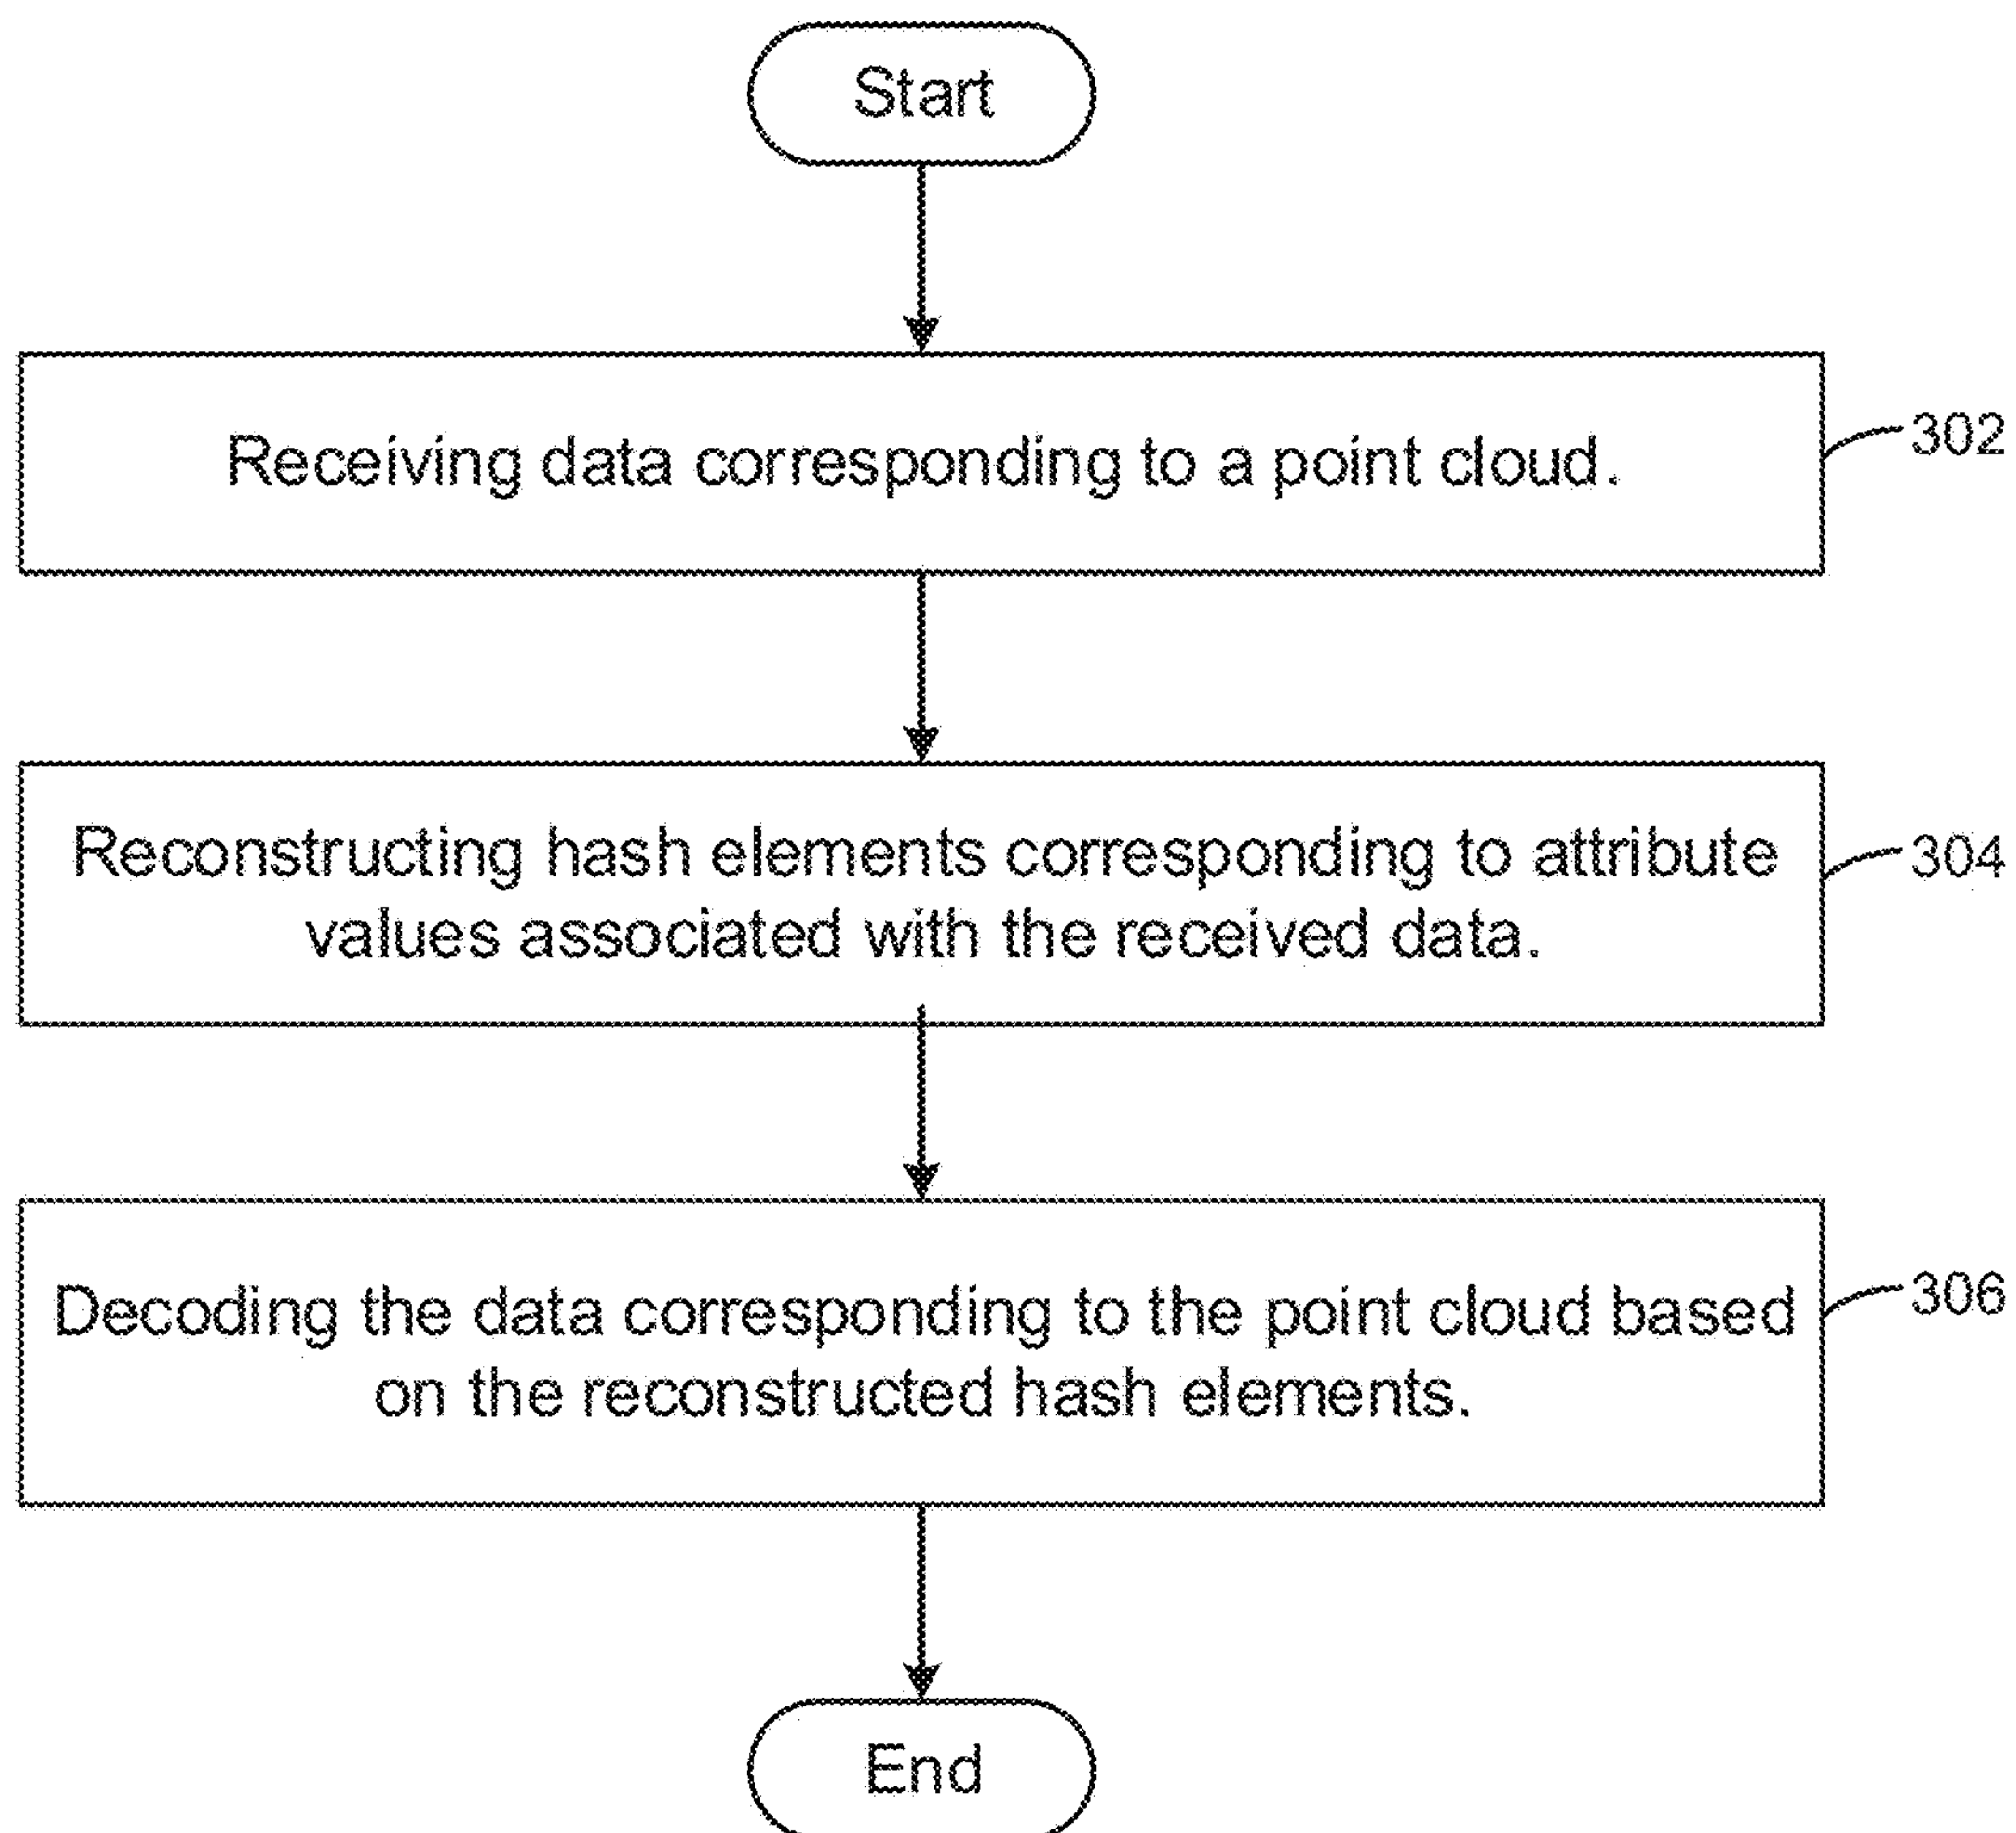 Start
Receiving data corresponding to a point cloud.
302
Reconstructing hash elements corresponding to attribute
values associated with the received data.
304
Decoding the data corresponding to the point cloud based
on the reconstructed hash elements.
306
End